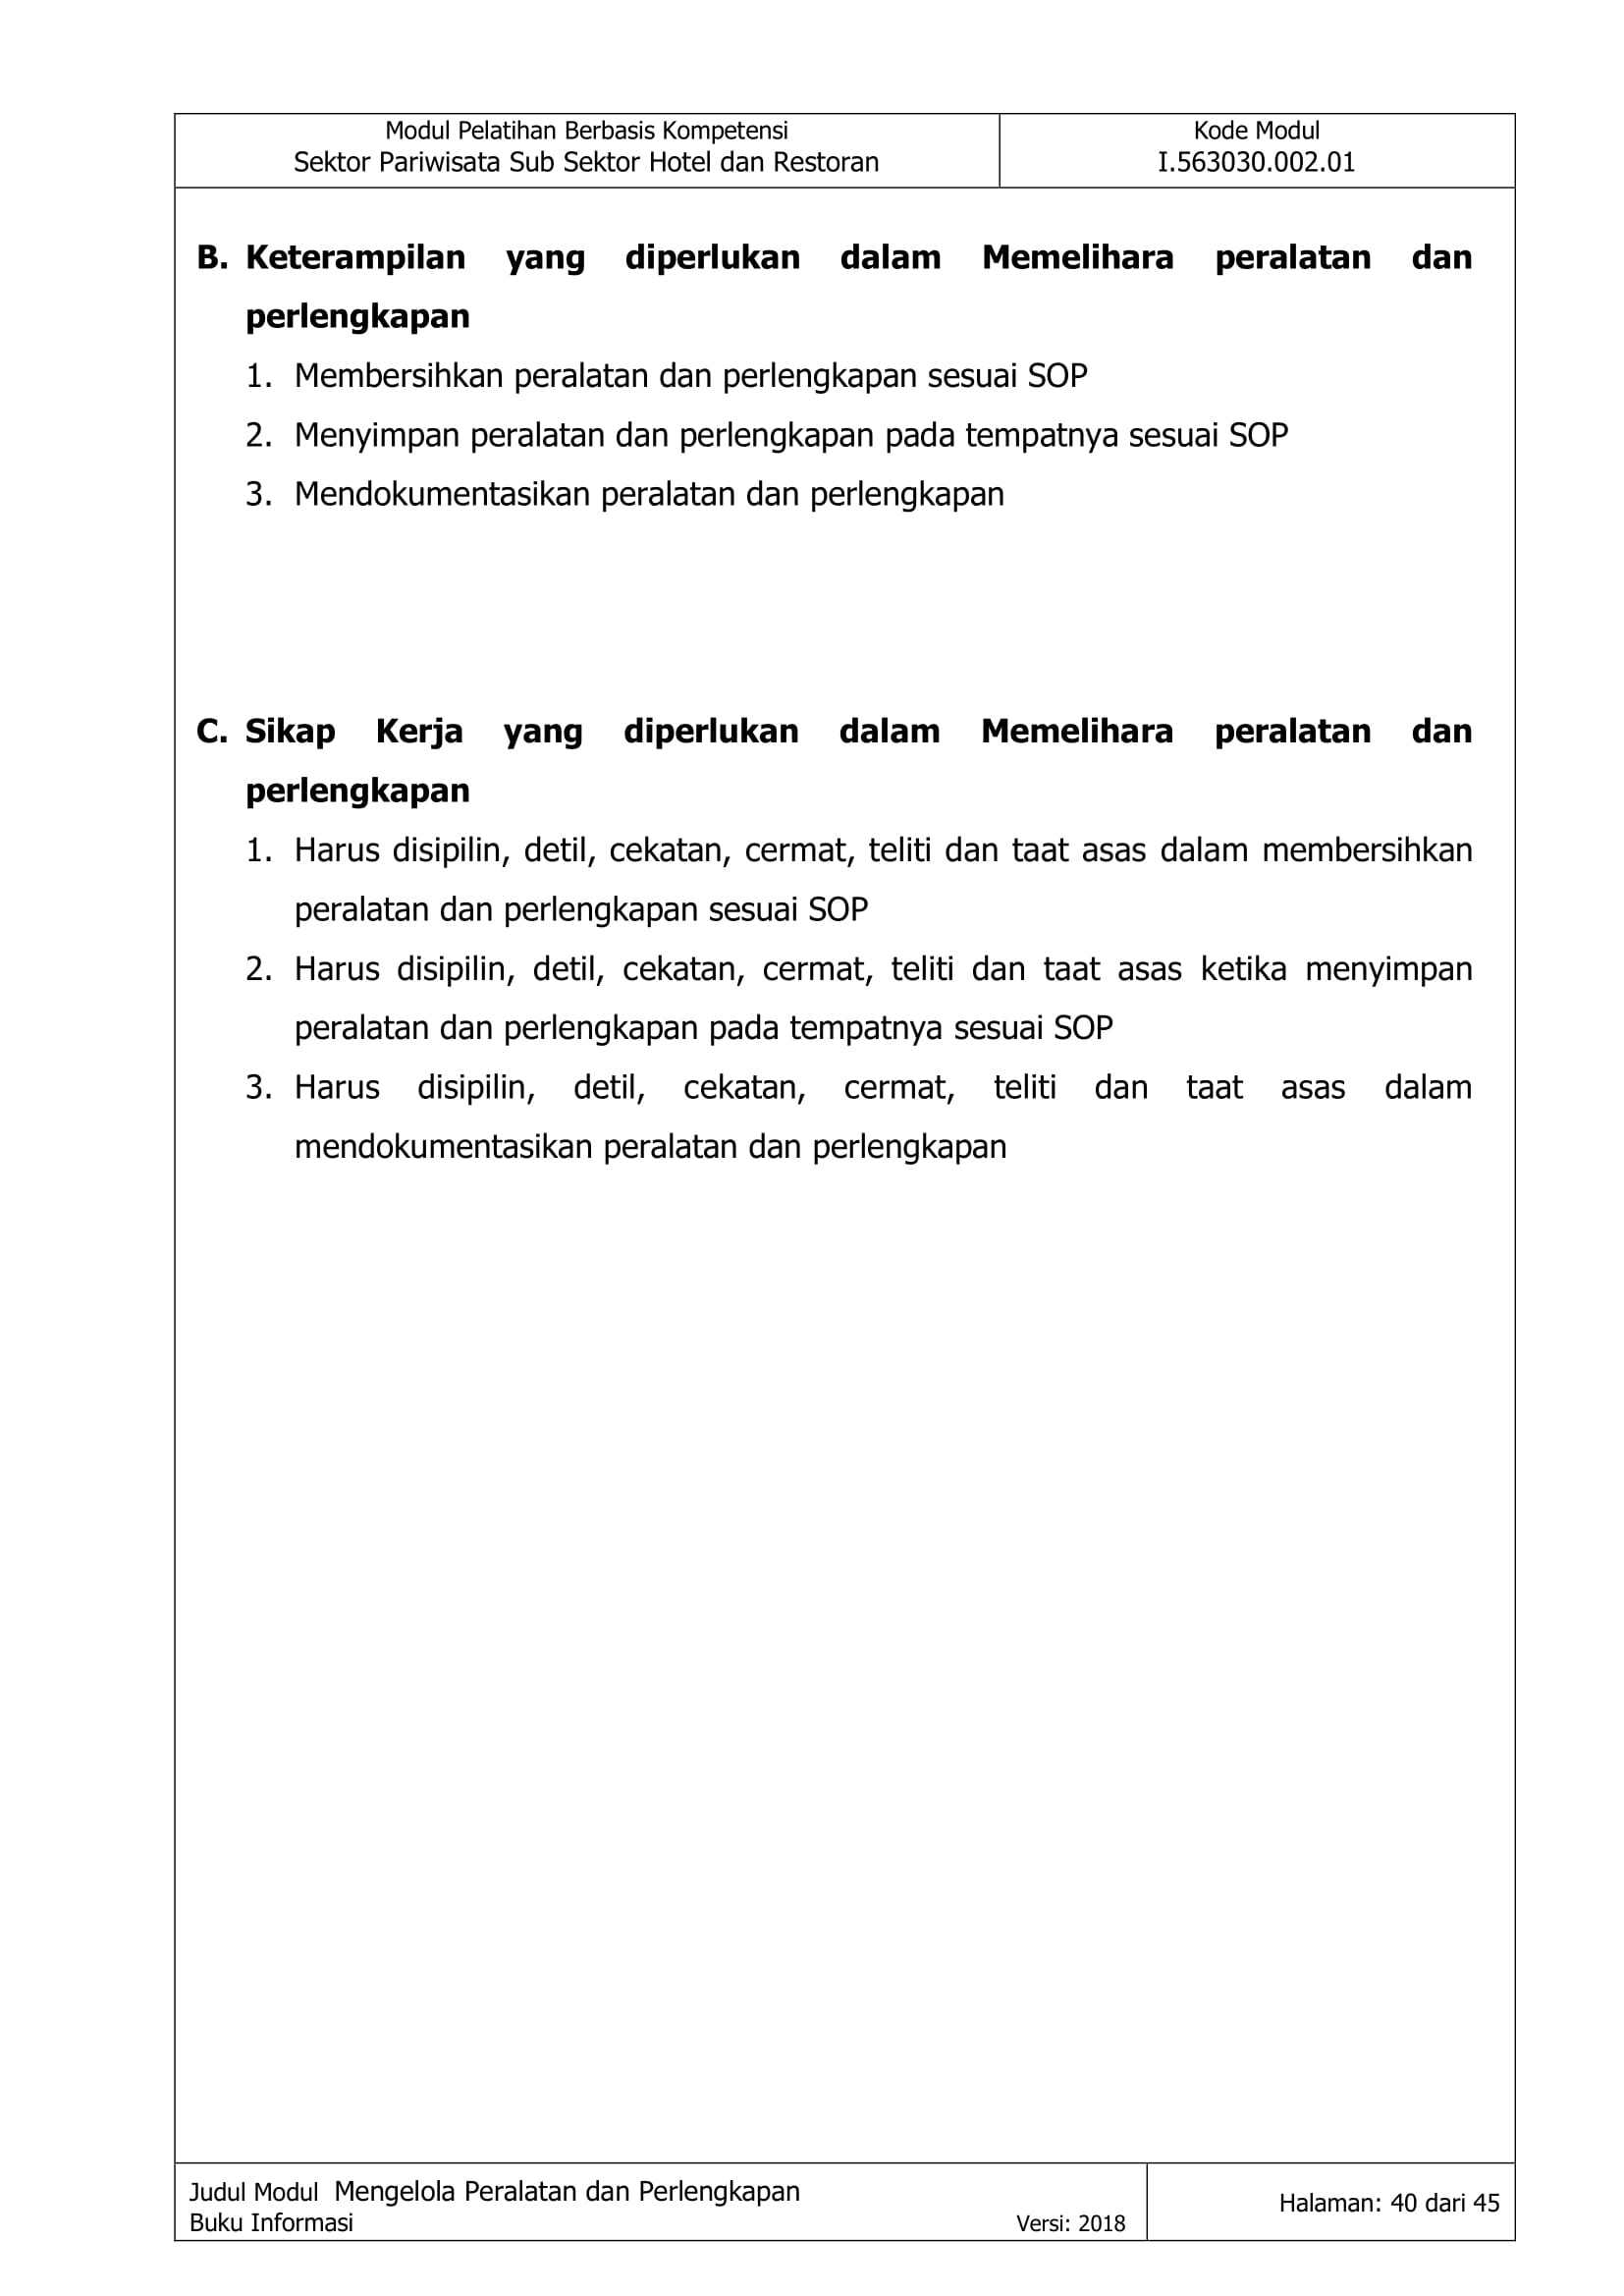 Modul Pelatihan Berbasis Kompetensi
Sektor Pariwisata Sub Sektor Hotel dan Restoran
Kode Modul
I.563030.002.01
B. Keterampilan yang diperlukan dalam Memelihara peralatan dan
perlengkapan
1. Membersihkan peralatan dan perlengkapan sesuai SOP
2. Menyimpan peralatan dan perlengkapan pada tempatnya sesuai SOP
3. Mendokumentasikan peralatan dan perlengkapan
C. Sikap Kerja yang diperlukan dalam Memelihara peralatan dan
perlengkapan
1. Harus disipilin, detil, cekatan, cermat, teliti dan taat asas dalam membersihkan
peralatan dan perlengkapan sesuai SOP
2. Harus disipilin, detil, cekatan, cermat, teliti dan taat asas ketika menyimpan
peralatan dan perlengkapan pada tempatnya sesuai SOP
3. Harus disipilin, detil, cekatan, cermat, teliti dan taat asas dalam
mendokumentasikan peralatan dan perlengkapan
Judul Modul Mengelola Peralatan dan Perlengkapan
Buku Informasi Versi: 2018
Halaman: 40 dari 45